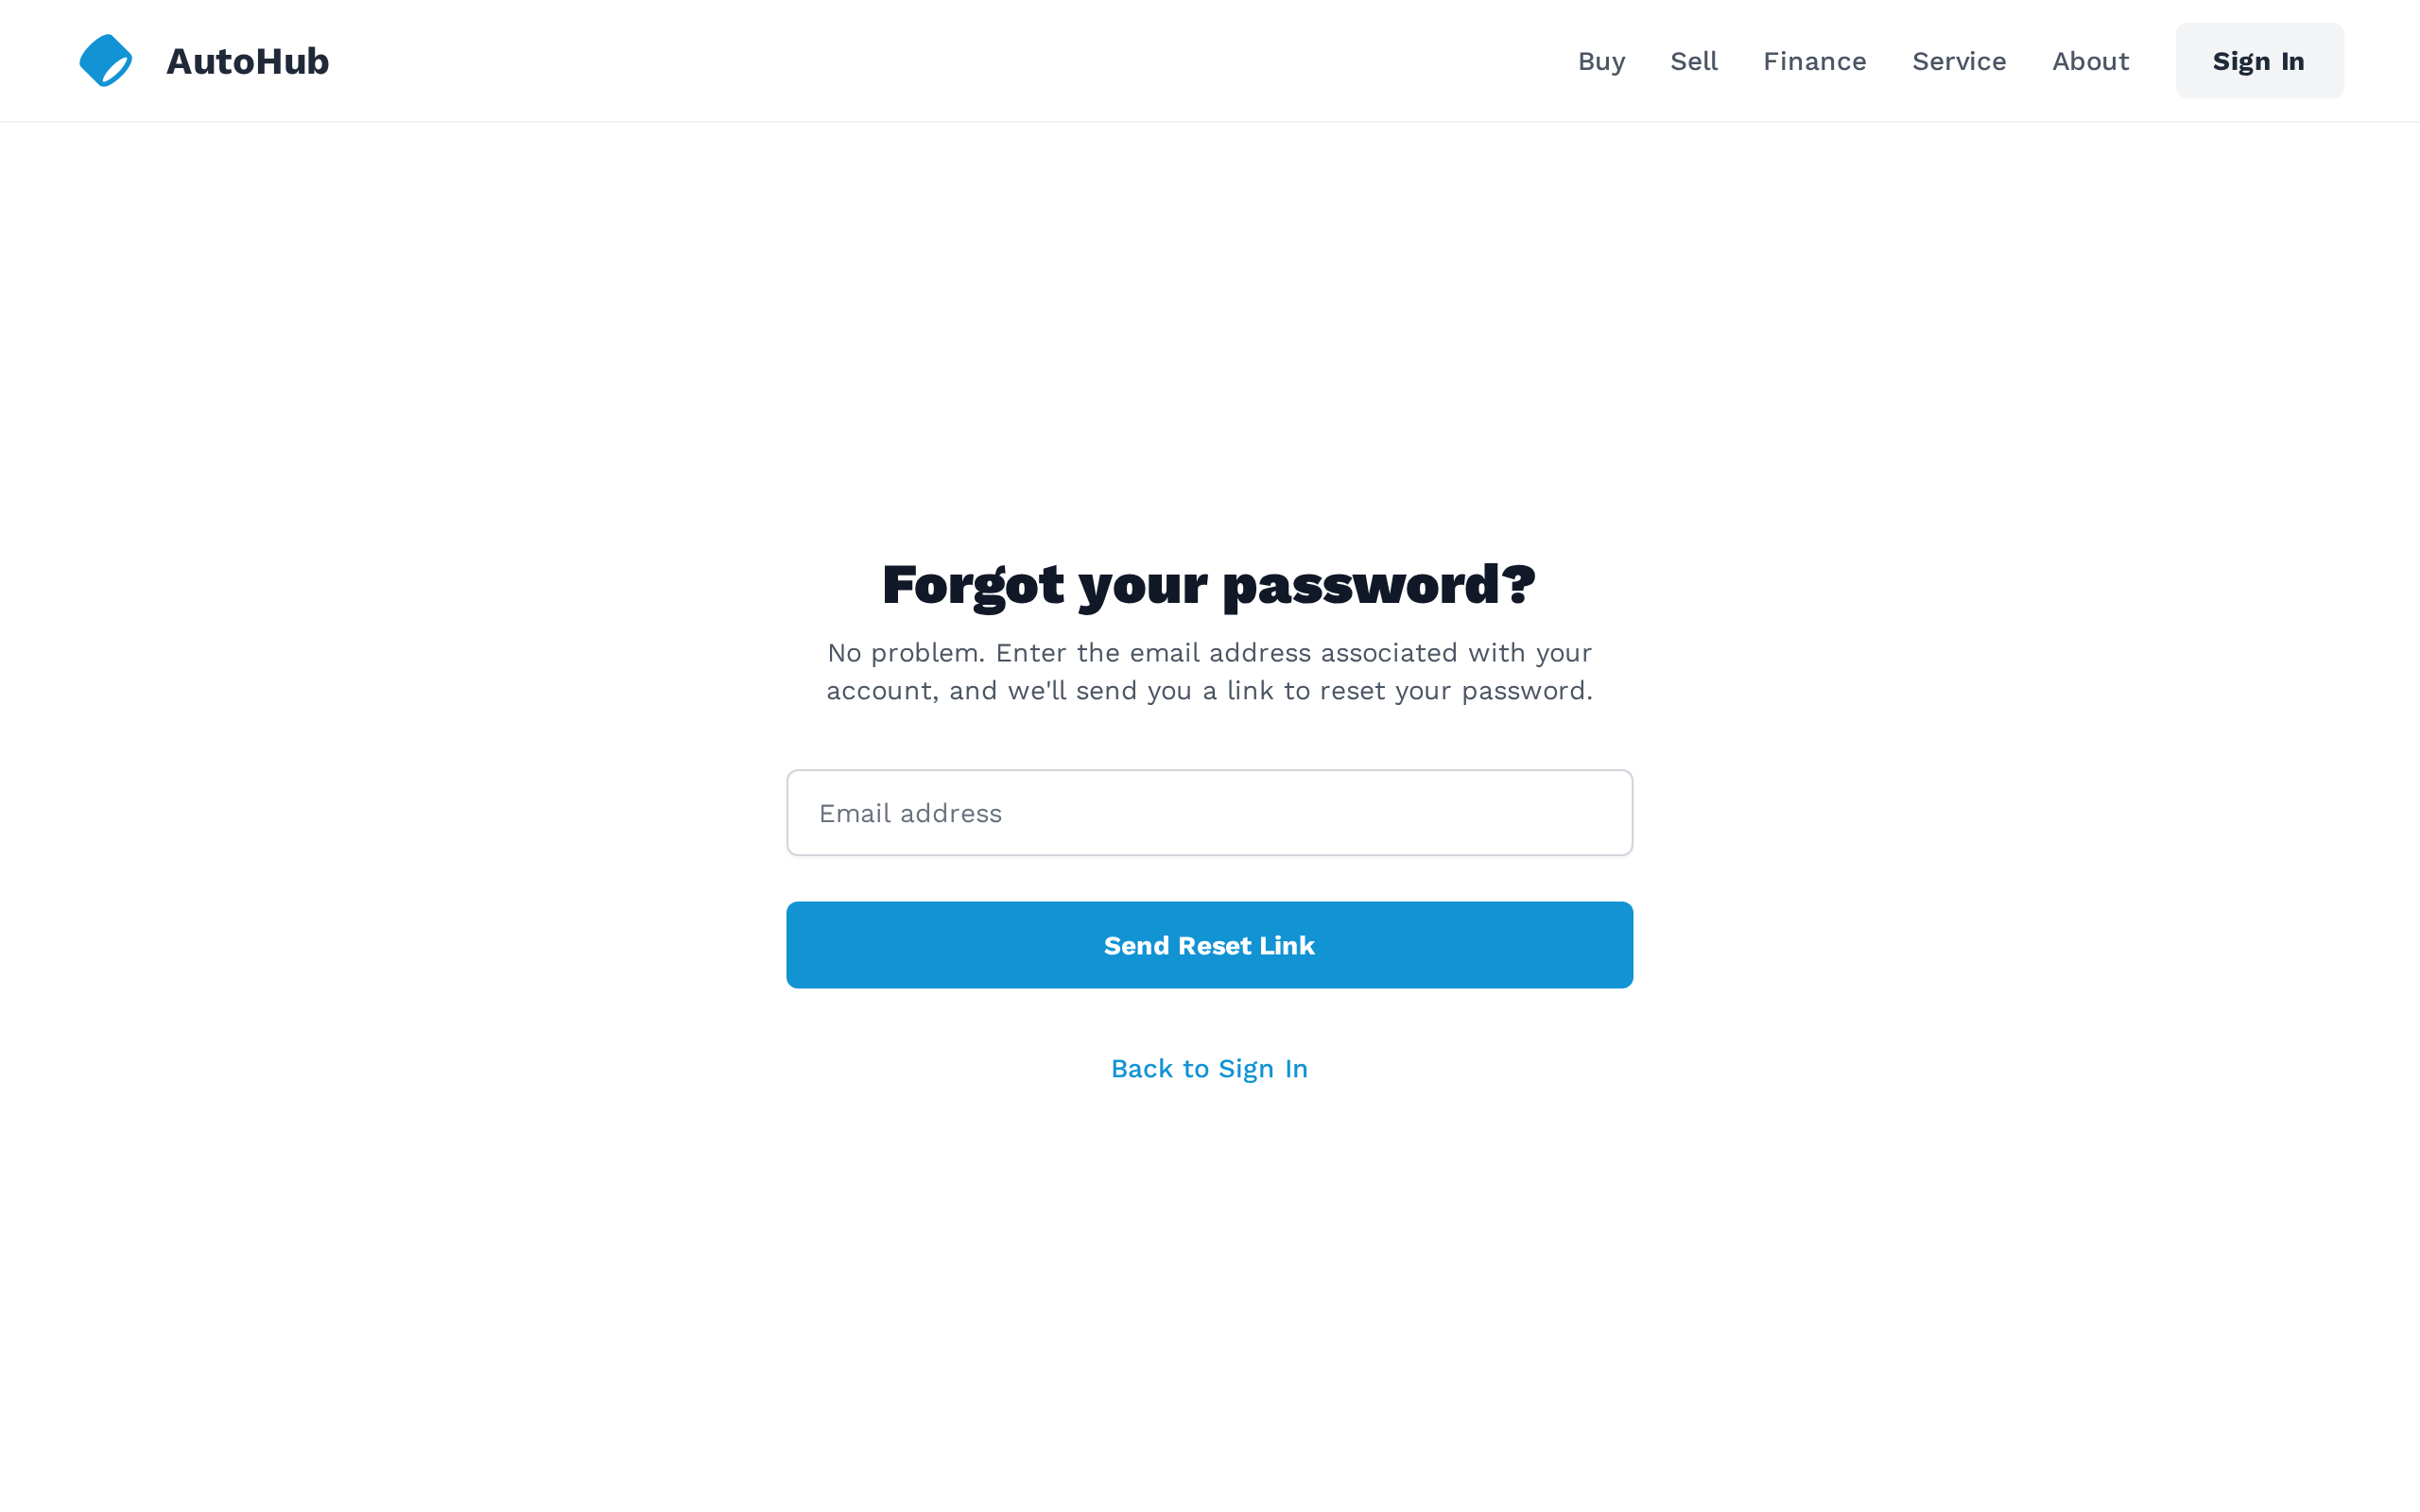 AutoHub
Buy
Sell
Finance
Service
About
Sign In
Forgot your password?
No problem. Enter the email address associated with your
account, and we'll send you a link to reset your password.
Email address
Send Reset Link
Back to Sign In